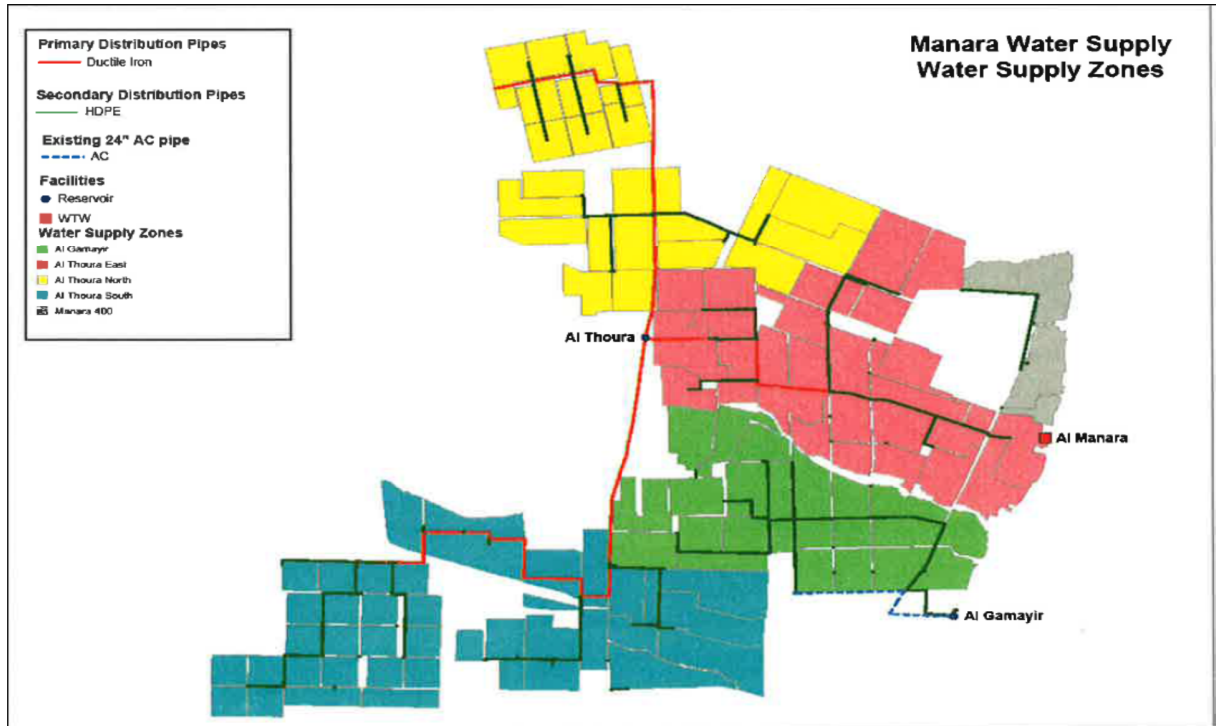 Manara Water Supply
Water Supply Zones
Primary Distribution Pipes
Ductile Iron
Secondary Distribution Pipes
HDPE
Existing 24" AC pipe
AC
Facilities
Reservoir
WTW
Water Supply Zones
Al Gamayir
Al Thoura East
Al Thoura North
Al Thoura South
Manara 400
Al Thoura
Al Manara
Al Gamayir